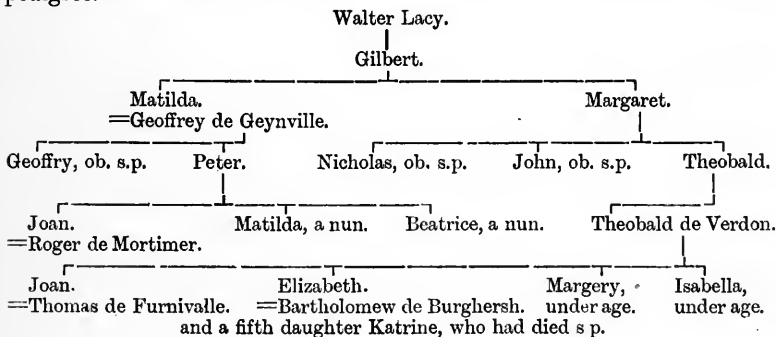 Walter Lacy.
Gilbert.
Matilda. Margaret.
=Geoffrey de Geynville.
Geoffry, ob. s.p. Peter. Nicholas, ob. s.p. John, ob. s.p. Theobald.
Joan. Matilda, a nun. Beatrice, a nun. Theobald de Verdon.
=Roger de Mortimer.
Joan. Elizabeth. Margery, Isabella,
=Thomas de Furnivalle. =Bartholomew de Burghersh. under age. under age.
and a fifth daughter Katrine, who had died s p.